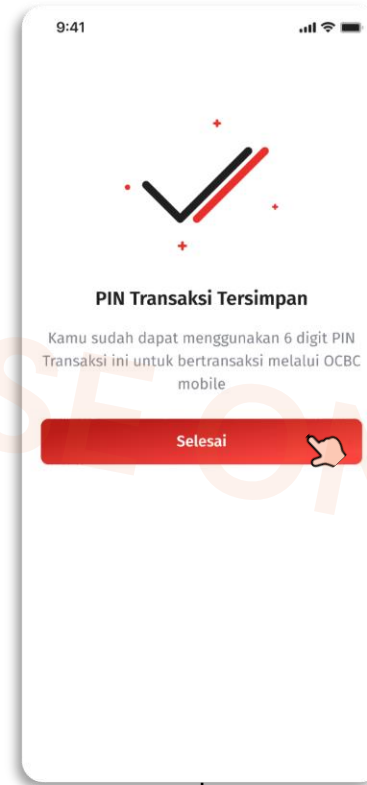 9:41
PIN Transaksi Tersimpan
Kamu sudah dapat menggunakan 6 digit PIN
Transaksi ini untuk bertransaksi melalui OCBC
mobile
Selesai